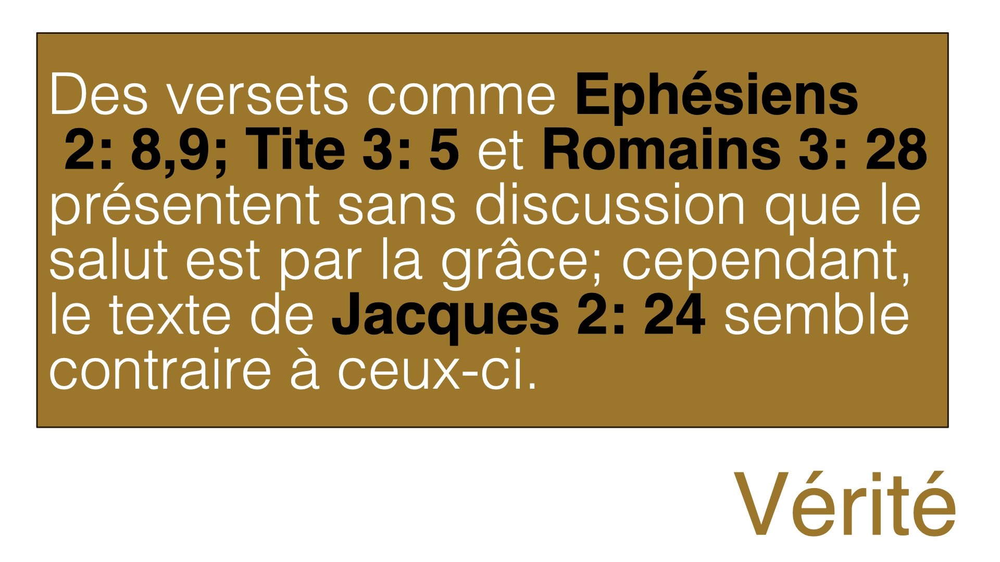 Des versets comme Ephésiens
2: 8,9; Tite 3: 5 et Romains 3: 28
présentent sans discussion que le
salut est par la grâce; cependant,
le texte de Jacques 2: 24 semble
contraire à ceux-ci.
Vérité